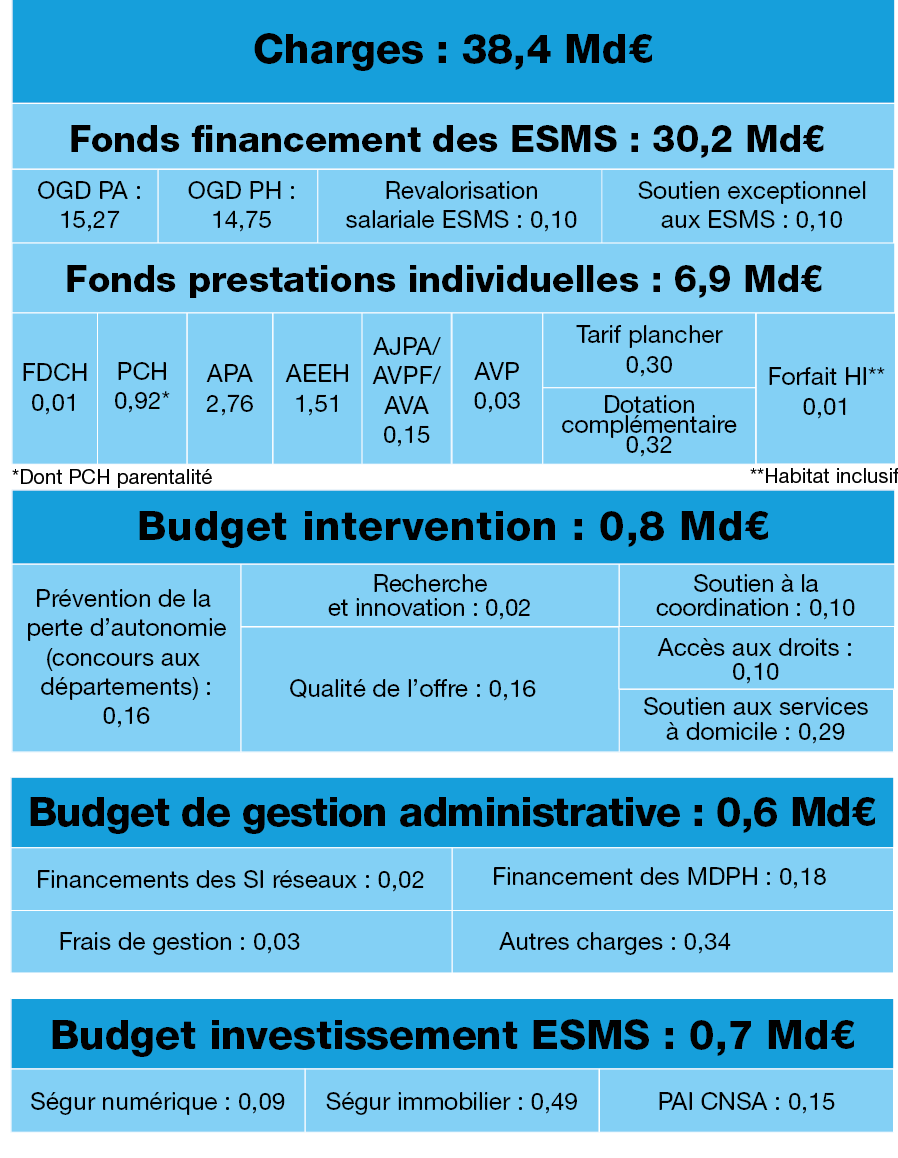 Charges : 38,4 Md€
Fonds financement des ESMS : 30,2 Md€
OGD PA :
15,27
OGD PH :
14,75
Revalorisation
salariale ESMS : 0,10
Soutien exceptionnel
aux ESMS : 0,10
Fonds prestations individuelles : 6,9 Md€
FDCH
0,01
PCH
0,92*
APA
2,76
AEEH
1,51
AJPA/
AVPF/
AVA
0,15
AVP
0,03
Tarif plancher
0,30
Dotation
complémentaire
0,32
Forfait HI**
0,01
*Dont PCH parentalité
**Habitat inclusif
Budget intervention : 0,8 Md€
Prévention de la
perte d’autonomie
(concours aux
départements) :
0,16
Recherche
et innovation : 0,02
Qualité de l’offre : 0,16
Soutien à la
coordination : 0,10
Accès aux droits :
0,10
Soutien aux services
à domicile : 0,29
Budget de gestion administrative : 0,6 Md€
Financements des SI réseaux : 0,02
Financement des MDPH : 0,18
Frais de gestion : 0,03
Autres charges : 0,34
Budget investissement ESMS : 0,7 Md€
Ségur numérique : 0,09
Ségur immobilier : 0,49
PAI CNSA : 0,15